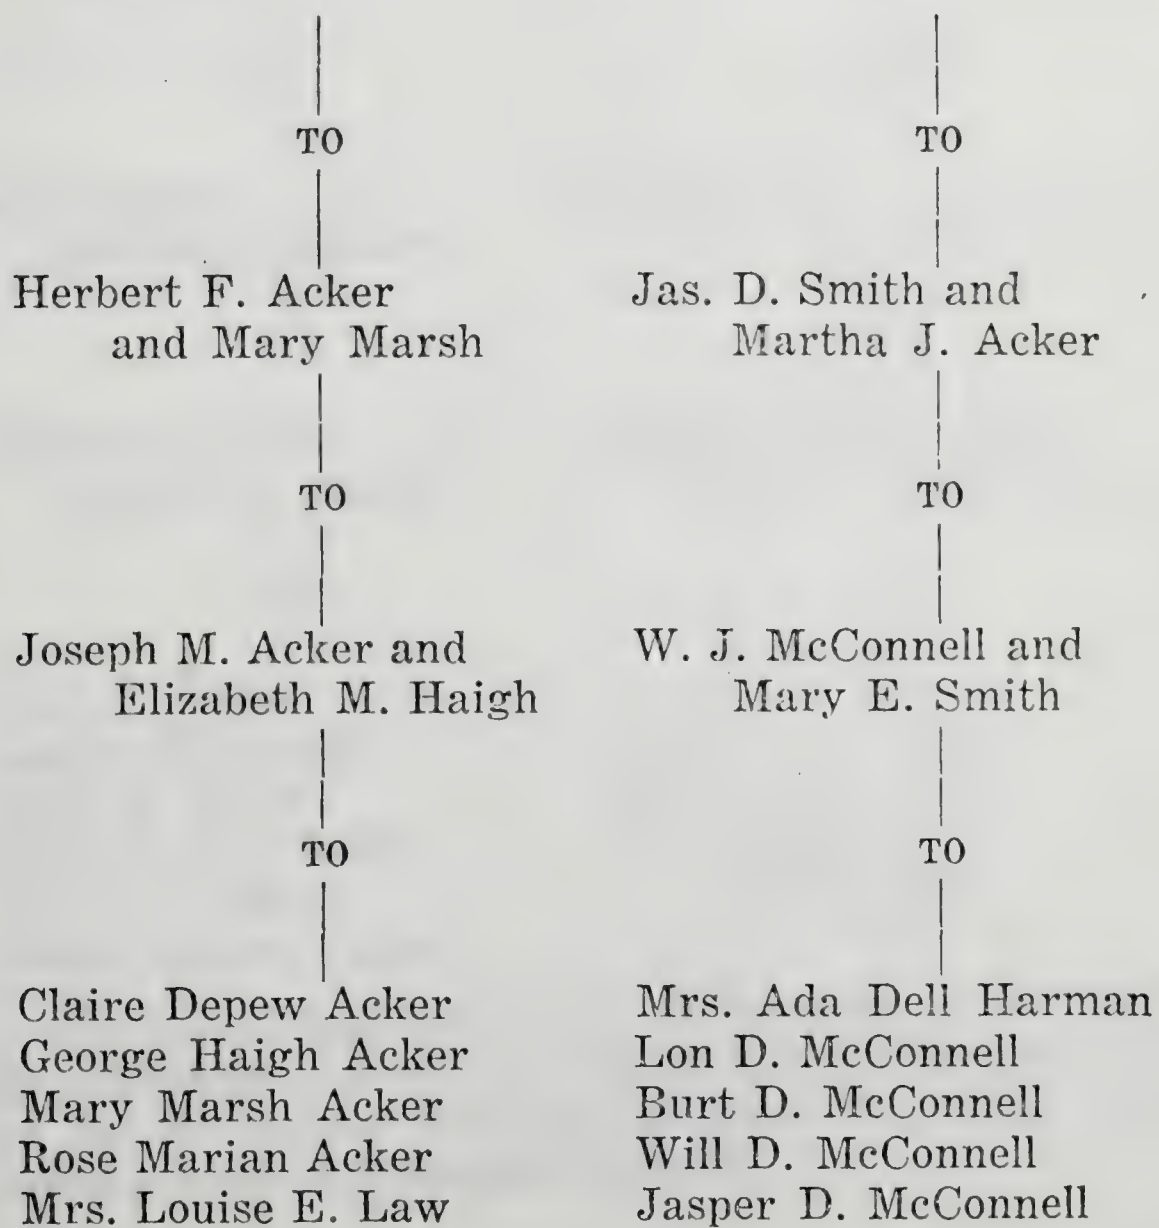 TO
Herbert F. Acker
and Mary Marsh
TO
Joseph M. Acker and
Elizabeth M. Haigh
TO
Claire Depew Acker
George Haigh Acker
Mary Marsh Acker
Rose Marian Acker
Mrs. Louise E. Law
TO
Jas. D. Smith and
Martha J. Acker
TO
W. J. McConnell and
Mary E. Smith
TO
Mrs. Ada Dell Harman
Lon D. McConnell
Burt D. McConnell
Will D. McConnell
Jasper D. McConnell